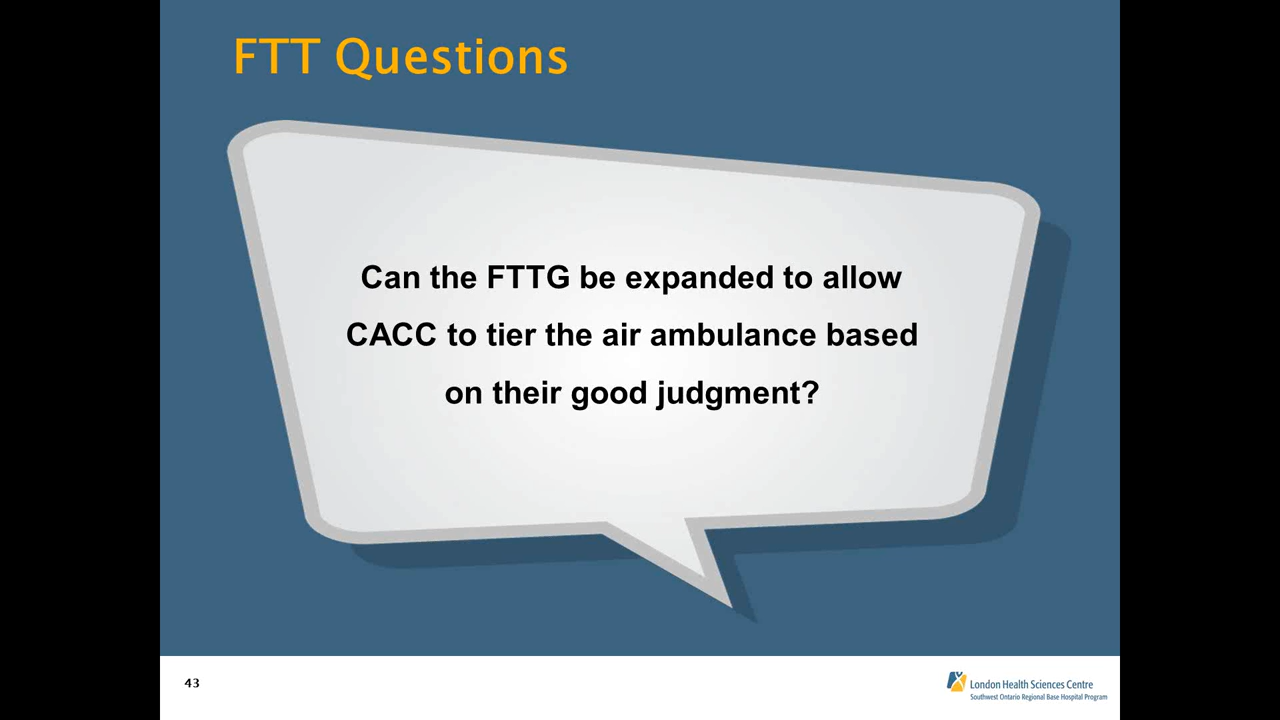 FTT Questions
Can the FTTG be expanded to allow
CACC to tier the air ambulance based
on their good judgment?
43
London Health Sciences Centre
Southwest Ontario Regional Base Hospital Program